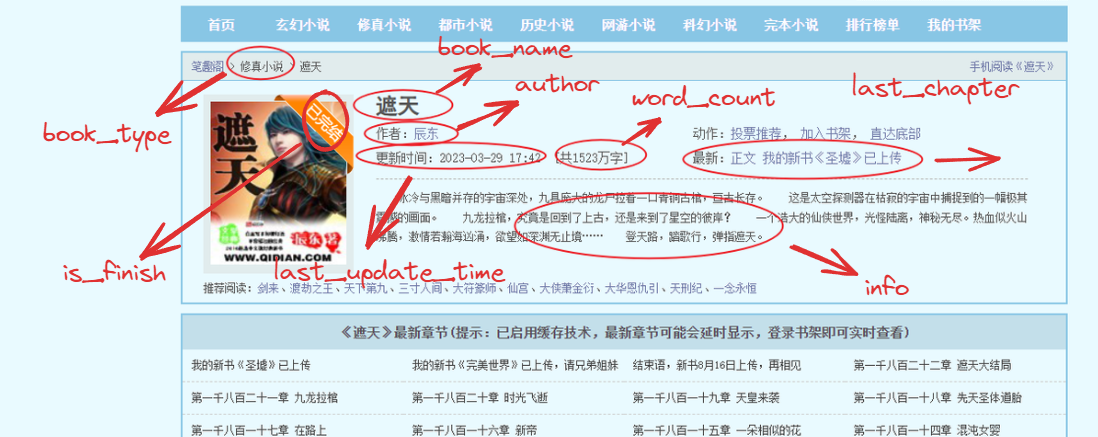 首页 玄幻小说 修真小说 都市小说 历史小说 网游小说 科幻小说 完本小说 排行榜单 我的书架
book_name
笔趣阁 > 修真小说 > 遮天 手机阅读《遮天》
author
word_count
last_chapter
book_type
已完结
遮天
遮天
作者：辰东 动作：投票推荐， 加入书架， 直达底部
更新时间：2023-03-29 17:42 [共1523万字] 最新：正文 我的新书《圣墟》已上传
冰冷与黑暗并存的宇宙深处，九具庞大的龙尸拉着一口青铜古棺，亘古长存。 这是太空探测器在枯寂的宇宙中捕捉到的一幅极其
震撼的画面。 九龙拉棺，究竟是回到了上古，还是来到了星空的彼岸？ 一个浩大的仙侠世界，光怪陆离，神秘无尽。热血似火山
沸腾，激情若瀚海汹涌，欲望如深渊无止境…… 登天路，踏歌行，弹指遮天。
辰东 著
WWW.QIDIAN.COM
is_finish
last_update_time
info
推荐阅读：剑来、渡劫之王、天下第九、三寸人间、大符篆师、仙宫、大侠萧金衍、大华恩仇引、天刑纪、一念永恒
《遮天》最新章节(提示：已启用缓存技术，最新章节可能会延时显示，登录书架即可实时查看)
我的新书《圣墟》已上传 我的新书《完美世界》已上传，请兄弟姐妹 结束语，新书8月16日上传，再相见 第一千八百二十二章 遮天大结局
第一千八百二十一章 九龙拉棺 第一千八百二十章 时光飞逝 第一千八百一十九章 天皇来袭 第一千八百一十八章 先天圣体道胎
第一千八百一十七章 在路上 第一千八百一十六章 新帝 第一千八百一十五章 一朵相似的花 第一千八百一十四章 混沌女婴